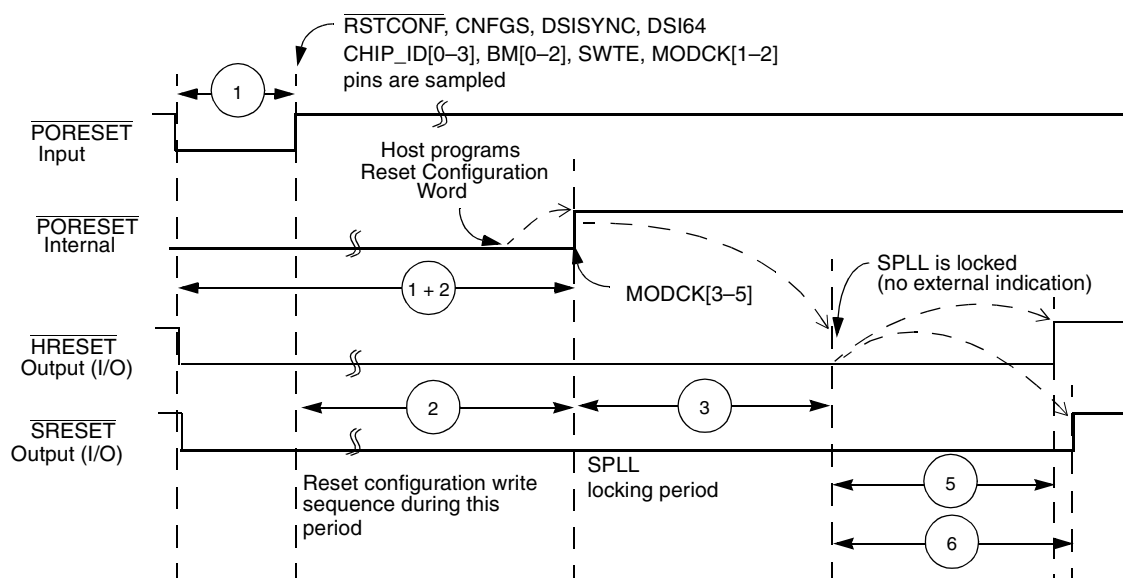 RSTCONF, CNFGS, DSISYNC, DSI64
CHIP_ID[0–3], BM[0–2], SWTE, MODCK[1–2]
pins are sampled
1
PORESET
Input
Host programs
Reset Configuration
Word
PORESET
Internal
SPLL is locked
(no external indication)
1 + 2
MODCK[3–5]
HRESET
Output (I/O)
2
3
SRESET
Output (I/O)
Reset configuration write
sequence during this
period
SPLL
locking period
5
6